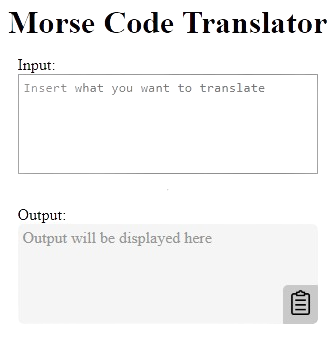 Morse Code Translator
Input:
Insert what you want to translate
Output:
Output will be displayed here